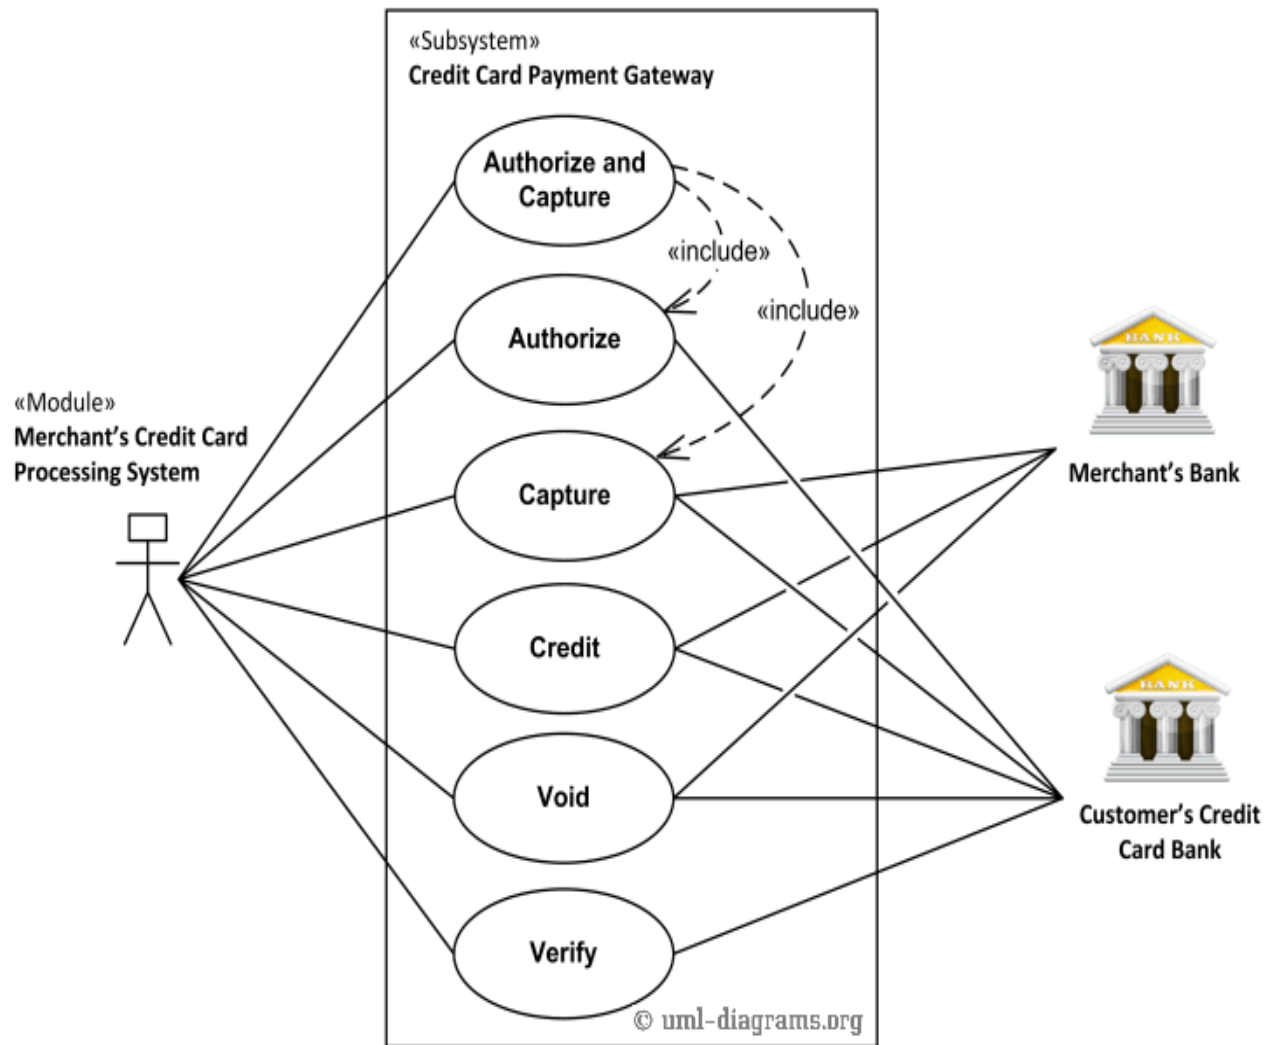 «Subsystem»
Credit Card Payment Gateway
Authorize and
Capture
«include»
Authorize
«include»
«Module»
Merchant’s Credit Card
Processing System
Capture
BANK
Merchant’s Bank
Credit
BANK
Void
Customer’s Credit
Card Bank
Verify
© uml-diagrams.org